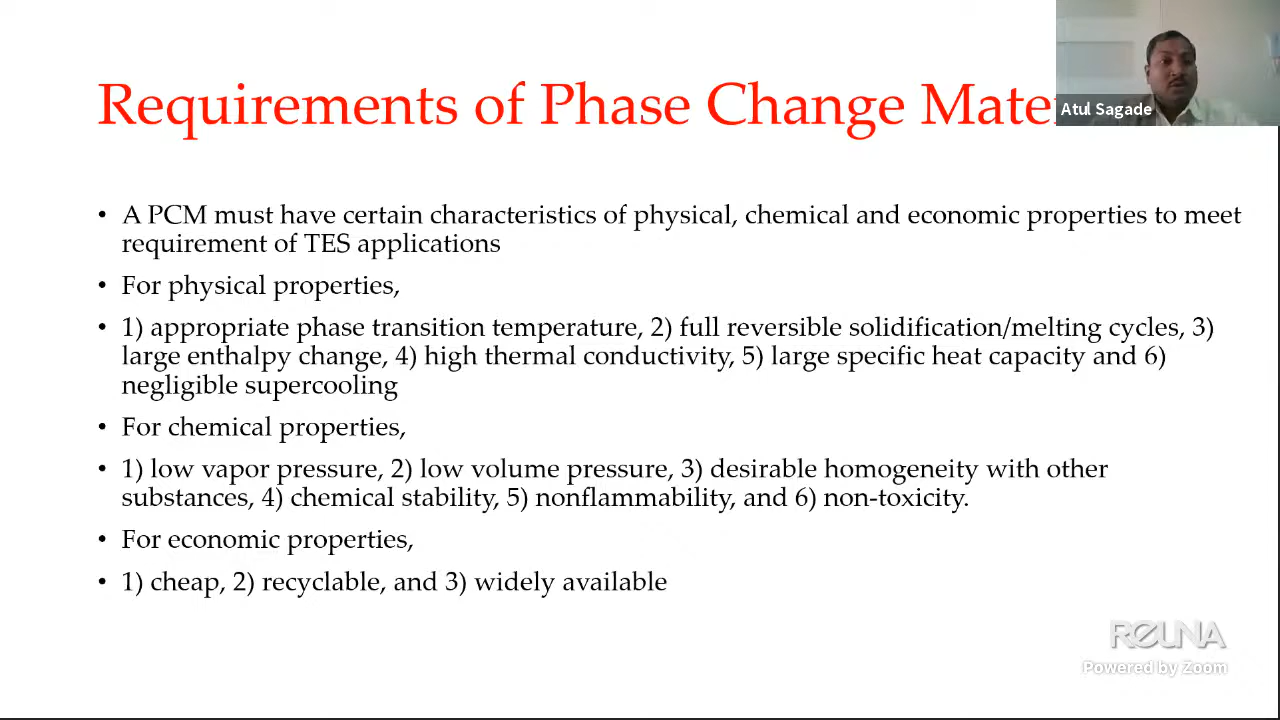 Requirements of Phase Change Mate
Atul Sagade
• A PCM must have certain characteristics of physical, chemical and economic properties to meet
requirement of TES applications
• For physical properties,
• 1) appropriate phase transition temperature, 2) full reversible solidification/melting cycles, 3)
large enthalpy change, 4) high thermal conductivity, 5) large specific heat capacity and 6)
negligible supercooling
• For chemical properties,
• 1) low vapor pressure, 2) low volume pressure, 3) desirable homogeneity with other
substances, 4) chemical stability, 5) nonflammability, and 6) non-toxicity.
• For economic properties,
• 1) cheap, 2) recyclable, and 3) widely available
REUNA
Powered by Zoom